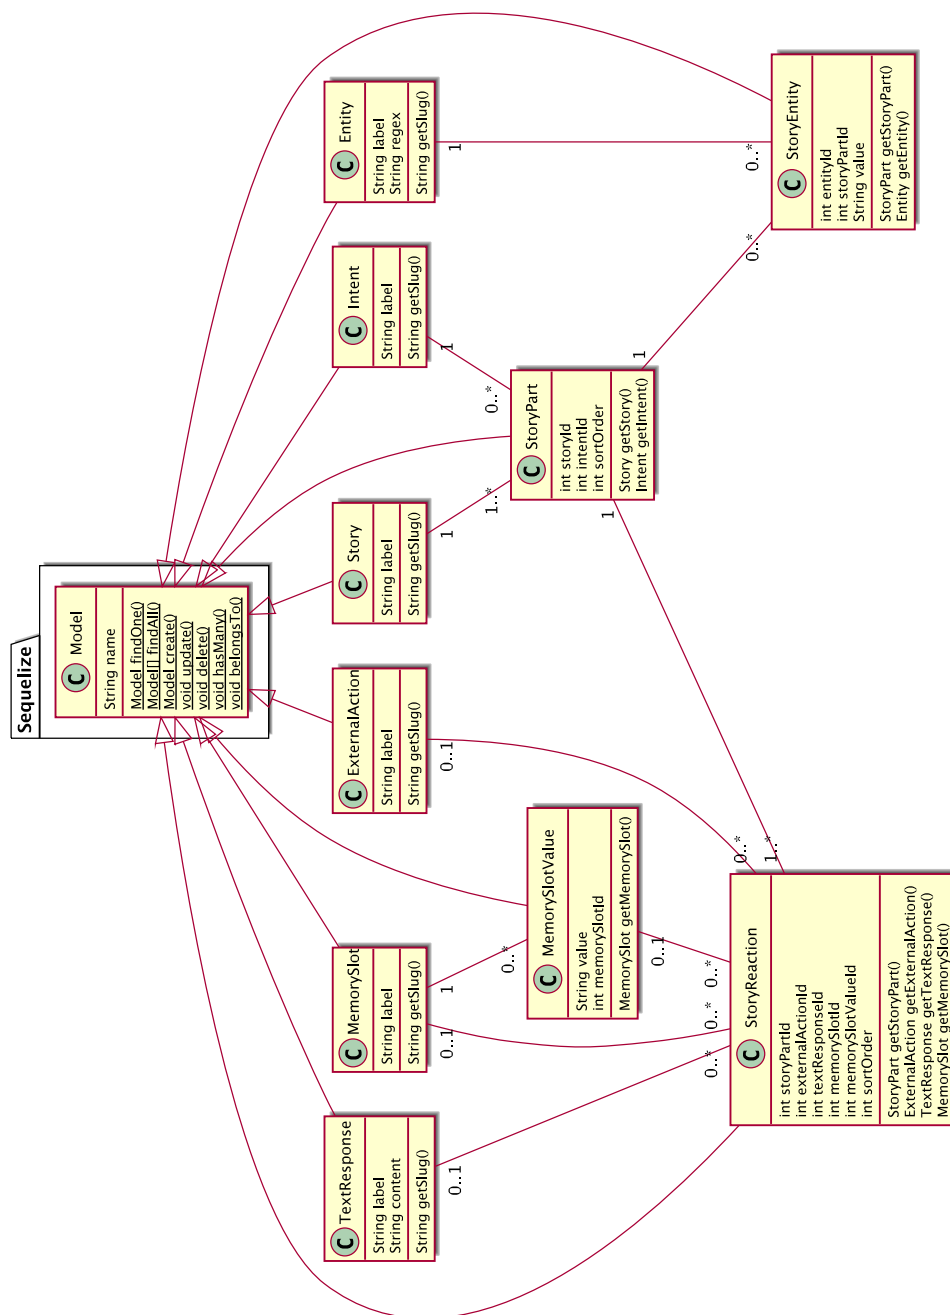 Sequelize
C Model
String name
Model findOne()
Model[] findAll()
Model create()
void update()
void delete()
void hasMany()
void belongsTo()
C TextResponse
String label
String content
String getSlug()
C MemorySlot
String label
String getSlug()
C ExternalAction
String label
String getSlug()
C Story
String label
String getSlug()
C Intent
String label
String getSlug()
C Entity
String label
String regex
String getSlug()
0..1
0..1
1
0..1
1
1
1
0..*
1..*
0..*
C MemorySlotValue
String value
int memorySlotId
MemorySlot getMemorySlot()
C StoryPart
int storyId
int intentId
int sortOrder
Story getStory()
Intent getIntent()
0..1
1
1
0..*
0..*
0..*
0..*
1..*
0..*
0..*
C StoryReaction
int storyPartId
int externalActionId
int textResponseId
int memorySlotId
int memorySlotValueId
int sortOrder
StoryPart getStoryPart()
ExternalAction getExternalAction()
TextResponse getTextResponse()
MemorySlot getMemorySlot()
C StoryEntity
int entityId
int storyPartId
String value
StoryPart getStoryPart()
Entity getEntity()